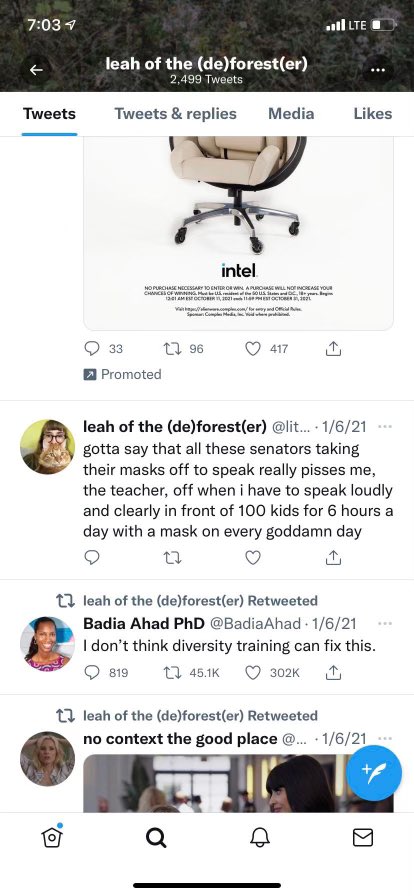 7:03
LTE
leah of the (de)forest(er)
2,499 Tweets
Tweets
Tweets & replies
Media
Likes
intel
NO PURCHASE NECESSARY TO ENTER OR WIN. A PURCHASE WILL NOT INCREASE YOUR
CHANCES OF WINNING. Must be U.S. resident of the 50 U.S. States and D.C., 18+ years. Begins
12:01 AM EST OCTOBER 11, 2021 ends 11:59 PM EST OCTOBER 31, 2021.
for entry and Official Rules.
Sponsor: Complex Media, Inc. Void where prohibited.
33
96
417
Promoted
leah of the (de)forest(er) @lit... · 1/6/21
gotta say that all these senators taking
their masks off to speak really pisses me,
the teacher, off when i have to speak loudly
and clearly in front of 100 kids for 6 hours a
day with a mask on every goddamn day
leah of the (de)forest(er) Retweeted
Badia Ahad PhD @BadiaAhad · 1/6/21
I don't think diversity training can fix this.
819
45.1K
302K
leah of the (de)forest(er) Retweeted
no context the good place @... · 1/6/21